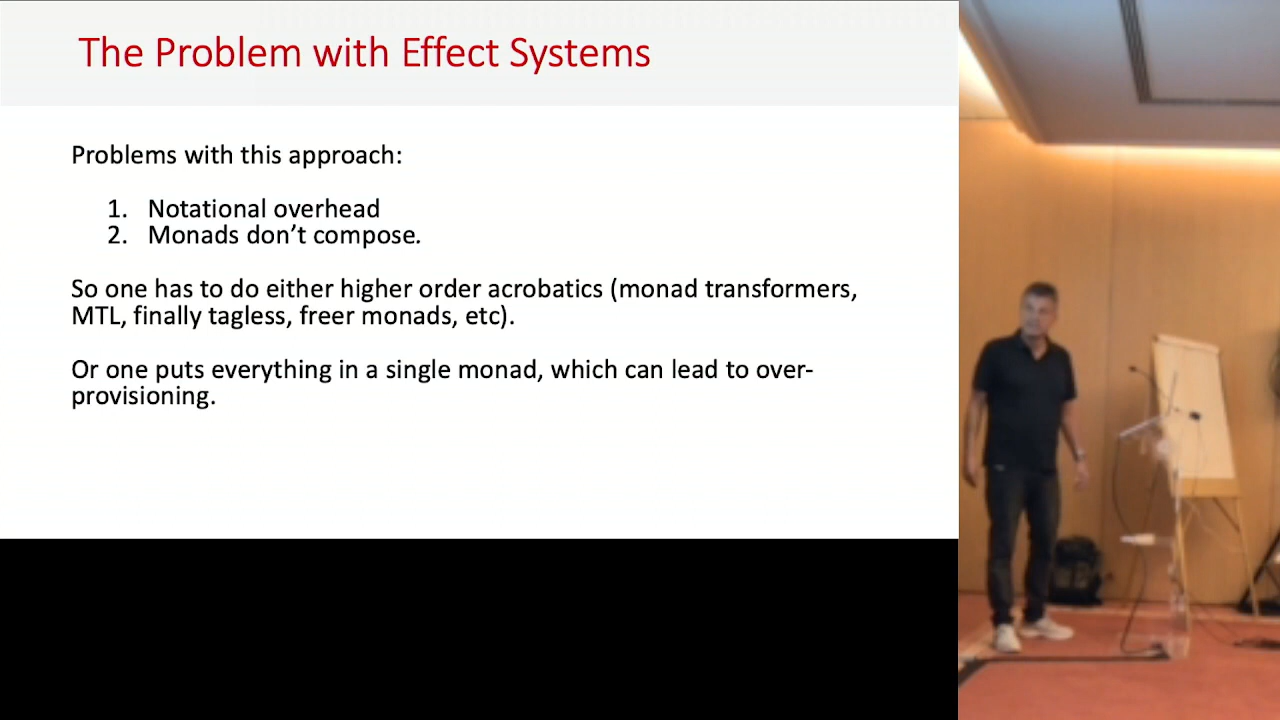 The Problem with Effect Systems
Problems with this approach:
1. Notational overhead
2. Monads don’t compose.
So one has to do either higher order acrobatics (monad transformers,
MTL, finally tagless, freer monads, etc).
Or one puts everything in a single monad, which can lead to over-
provisioning.